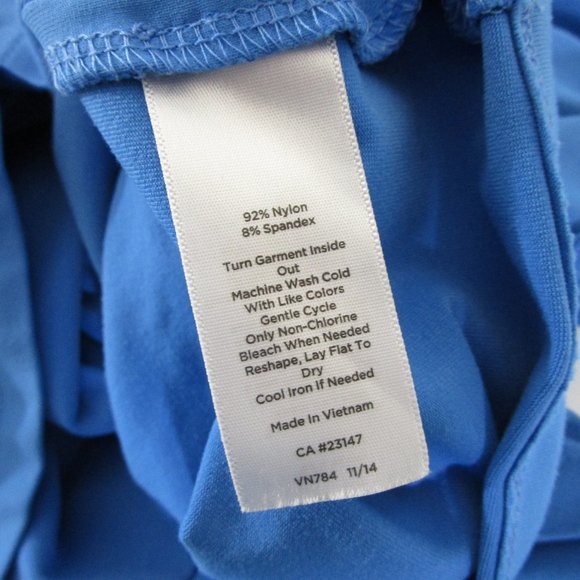 92% Nylon
8% Spandex
Turn Garment Inside
Out
Machine Wash Cold
With Like Colors
Gentle Cycle
Only Non-Chlorine
Bleach When Needed
Reshape, Lay Flat To
Dry
Cool Iron If Needed
Made In Vietnam
CA #23147
VN784 11/14